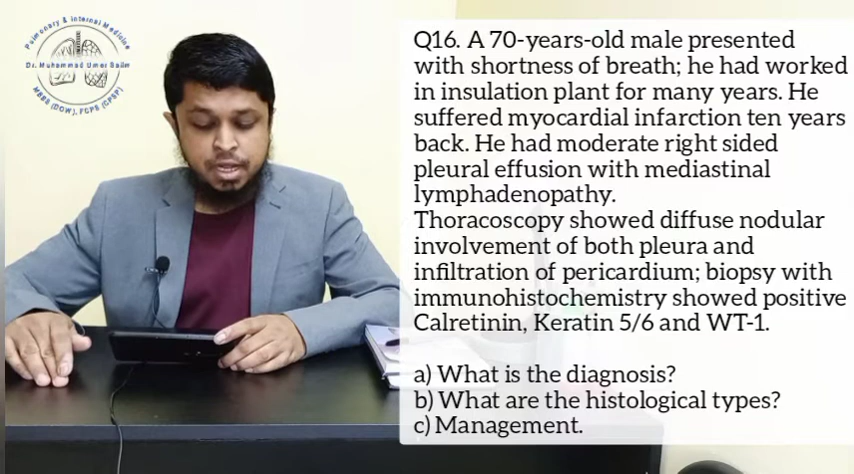 Pulmonary & Internal Medicine
Dr. Muhammad Umer Salim
MBBS (DOW), FCPS (CPSP)
Q16. A 70-years-old male presented
with shortness of breath; he had worked
in insulation plant for many years. He
suffered myocardial infarction ten years
back. He had moderate right sided
pleural effusion with mediastinal
lymphadenopathy.
Thoracoscopy showed diffuse nodular
involvement of both pleura and
infiltration of pericardium; biopsy with
immunohistochemistry showed positive
Calretinin, Keratin 5/6 and WT-1.
a) What is the diagnosis?
b) What are the histological types?
c) Management.